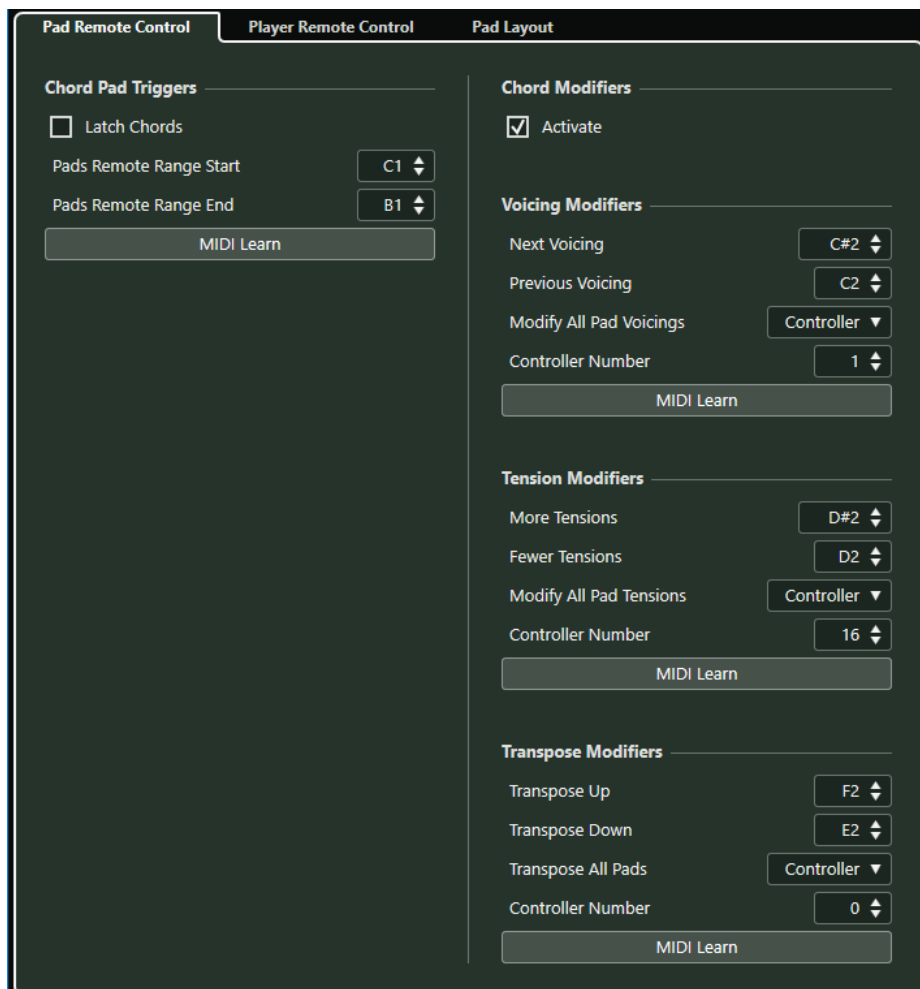 Pad Remote Control
Player Remote Control
Pad Layout
Chord Pad Triggers
Latch Chords
Pads Remote Range Start C1
Pads Remote Range End B1
MIDI Learn
Chord Modifiers
Activate
Voicing Modifiers
Next Voicing C#2
Previous Voicing C2
Modify All Pad Voicings Controller
Controller Number 1
MIDI Learn
Tension Modifiers
More Tensions D#2
Fewer Tensions D2
Modify All Pad Tensions Controller
Controller Number 16
MIDI Learn
Transpose Modifiers
Transpose Up F2
Transpose Down E2
Transpose All Pads Controller
Controller Number 0
MIDI Learn